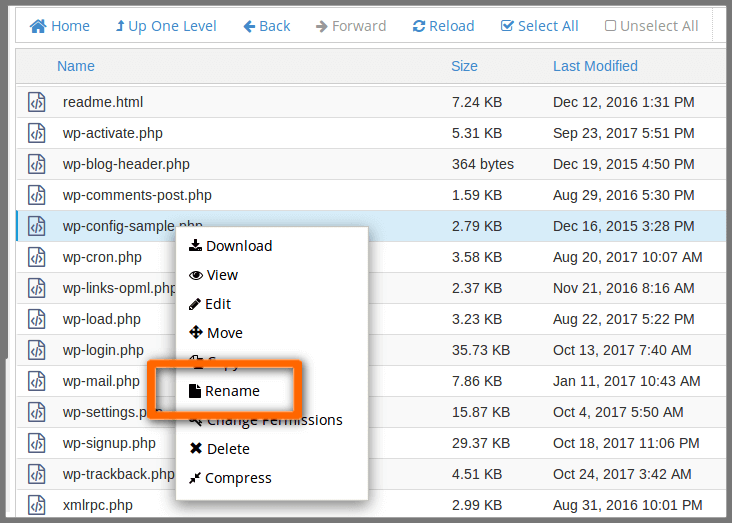 Home Up One Level Back Forward Reload Select All Unselect All
Name Size Last Modified
readme.html 7.24 KB Dec 12, 2016 1:31 PM
wp-activate.php 5.31 KB Sep 23, 2017 5:51 PM
wp-blog-header.php 364 bytes Dec 19, 2015 4:50 PM
wp-comments-post.php 1.59 KB Aug 29, 2016 5:30 PM
wp-config-sample.php 2.79 KB Dec 16, 2015 3:28 PM
wp-cron.php 3.58 KB Aug 20, 2017 10:07 AM
wp-links-opml.php 2.37 KB Nov 21, 2016 8:16 AM
wp-load.php 3.23 KB Aug 22, 2017 5:22 PM
wp-login.php 35.73 KB Oct 13, 2017 7:40 AM
wp-mail.php 7.86 KB Jan 11, 2017 10:43 AM
wp-settings.php 15.87 KB Oct 4, 2017 5:50 AM
wp-signup.php 29.37 KB Oct 18, 2017 11:06 PM
wp-trackback.php 4.51 KB Oct 24, 2017 3:42 AM
xmlrpc.php 2.99 KB Aug 31, 2016 10:01 PM
Download
View
Edit
Move
Copy
Rename
Change Permissions
Delete
Compress